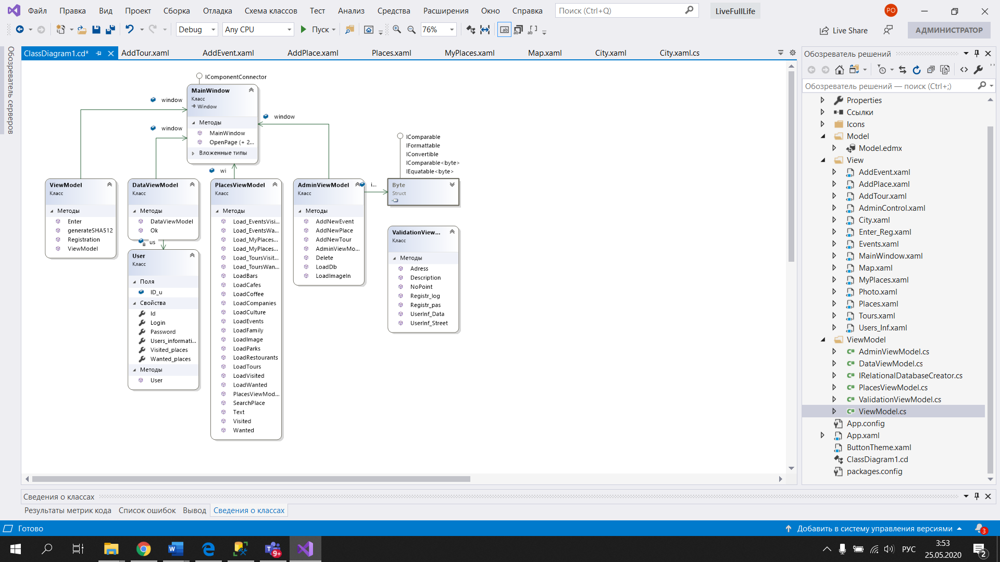 Файл Правка Вид Проект Сборка Отладка Схема классов Тест Анализ Средства Расширения Окно Справка Поиск (Ctrl+Q) LiveFullLife PO
Debug Any CPU Пуск 76% Live Share АДМИНИСТРАТОР
Обозреватель серверов
ClassDiagram1.cd* AddTour.xaml AddEvent.xaml AddPlace.xaml Places.xaml MyPlaces.xaml Map.xaml City.xaml City.xaml.cs
IComponentConnector
MainWindow
Класс
Window
Методы
MainWindow
OpenPage (+ 2...
Вложенные типы
window
window
window
wi
i...
ViewModel
Класс
Методы
Enter
generateSHA512
Registration
ViewModel
DataViewModel
Класс
Методы
DataViewModel
Ok
us
User
Класс
Поля
ID_u
Свойства
Id
Login
Password
Users_informati...
Visited_places
Wanted_places
Методы
User
PlacesViewModel
Класс
Методы
Load_EventsVisi...
Load_EventsWa...
Load_MyPlaces...
Load_MyPlaces...
Load_ToursVisit...
Load_ToursWan...
LoadBars
LoadCafes
LoadCoffee
LoadCompanies
LoadCulture
LoadEvents
LoadFamily
LoadImage
LoadParks
LoadRestourants
LoadTours
LoadVisited
LoadWanted
PlacesViewMod...
SearchPlace
Text
Visited
Wanted
AdminViewModel
Класс
Методы
AddNewEvent
AddNewPlace
AddNewTour
AdminViewMo...
Delete
LoadDb
LoadImageIn
IComparable
IFormattable
IConvertible
IComparable<byte>
IEquatable<byte>
Byte
Struct
ValidationView...
Класс
Методы
Adress
Description
NoPoint
Registr_log
Registr_pas
UserInf_Data
UserInf_Street
Обозреватель решений
Обозреватель решений — поиск (Ctrl+;)
Properties
Ссылки
Icons
Model
Model.edmx
View
AddEvent.xaml
AddPlace.xaml
AddTour.xaml
AdminControl.xaml
City.xaml
Enter_Reg.xaml
Events.xaml
MainWindow.xaml
Map.xaml
MyPlaces.xaml
Photo.xaml
Places.xaml
Tours.xaml
Users_Inf.xaml
ViewModel
AdminViewModel.cs
DataViewModel.cs
IRelationalDatabaseCreator.cs
PlacesViewModel.cs
ValidationViewModel.cs
ViewModel.cs
App.config
App.xaml
ButtonTheme.xaml
ClassDiagram1.cd
packages.config
Сведения о классах
Результаты метрик кода Список ошибок Вывод Сведения о классах
Готово Добавить в систему управления версиями 3
9+ РУС 3:53
25.05.2020 2